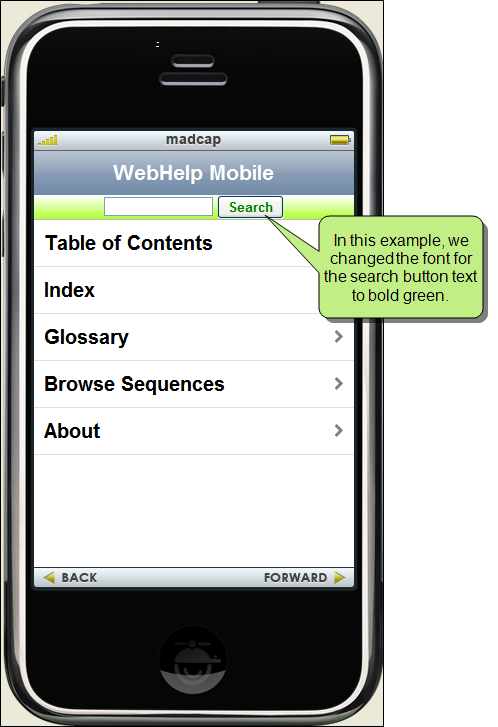 madcap
WebHelp Mobile
Search
Table of Contents
In this example, we
changed the font for
the search button text
to bold green.
Index
Glossary
Browse Sequences
About
BACK
FORWARD